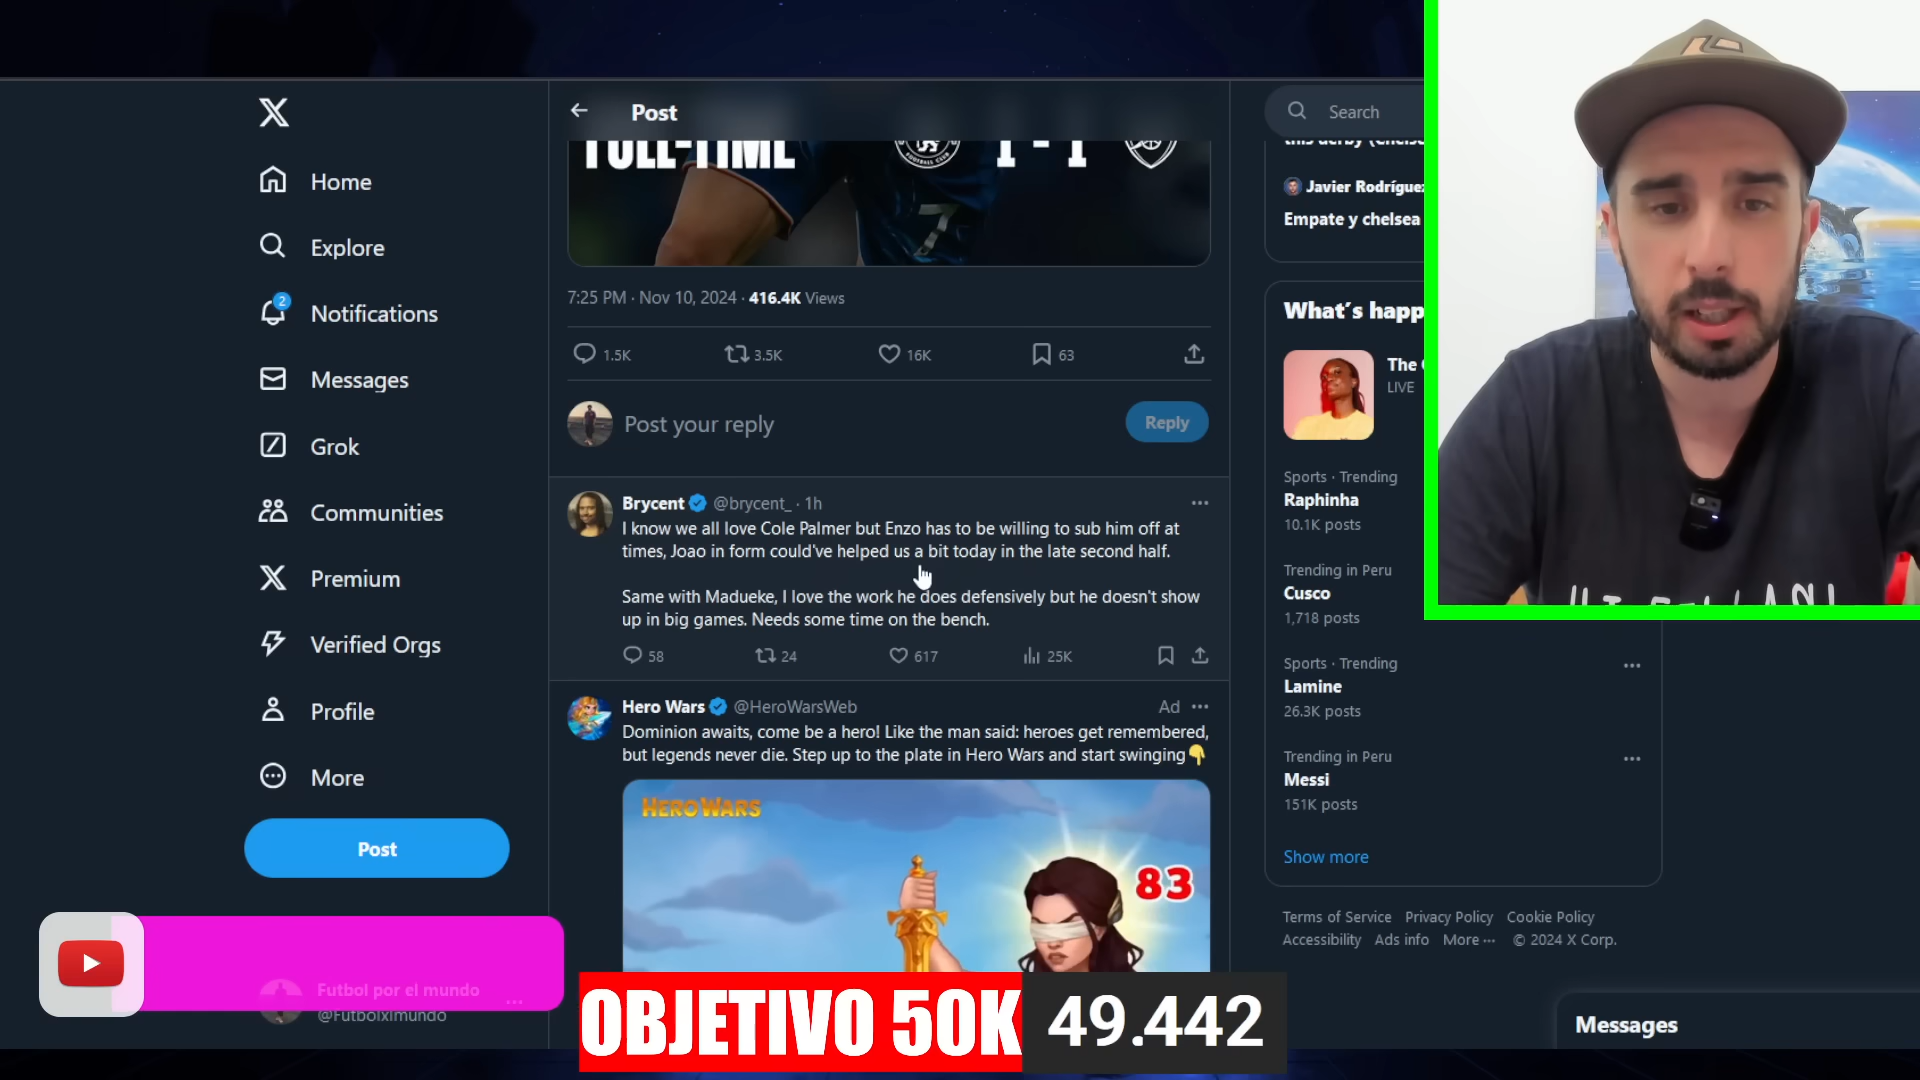 Post
FULL-TIME
1 - 1
7
7:25 PM · Nov 10, 2024 · 416.4K Views
1.5K
3.5K
16K
63
Post your reply
Reply
Brycent @brycent_ · 1h
I know we all love Cole Palmer but Enzo has to be willing to sub him off at
times, Joao in form could've helped us a bit today in the late second half.
Same with Madueke, I love the work he does defensively but he doesn't show
up in big games. Needs some time on the bench.
58
24
617
25K
Hero Wars @HeroWarsWeb
Ad
Dominion awaits, come be a hero! Like the man said: heroes get remembered,
but legends never die. Step up to the plate in Hero Wars and start swinging👇
HERO WARS
83
Home
Explore
2
Notifications
Messages
Grok
Communities
Premium
Verified Orgs
Profile
More
Post
Futbol por el mundo
@Futbolxlmundo
OBJETIVO 50K
49.442
Search
Javier Rodríguez
Empate y chelsea
What's happ
The
LIVE
Sports · Trending
Raphinha
10.1K posts
Trending in Peru
Cusco
1,718 posts
Sports · Trending
Lamine
26.3K posts
Trending in Peru
Messi
151K posts
Show more
Terms of Service Privacy Policy Cookie Policy
Accessibility Ads info More ··· © 2024 X Corp.
Messages